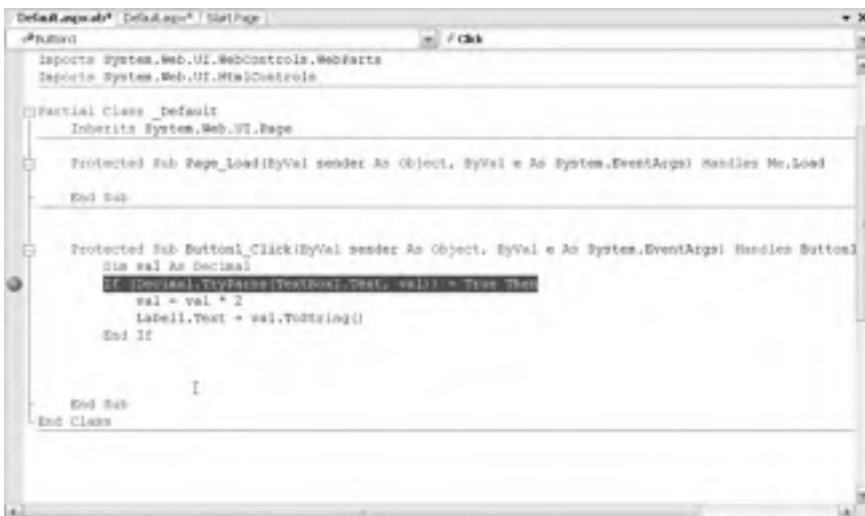 Default.aspx.vb* Default.aspx* Start Page
Button1 Click
Imports System.Web.UI.WebControls.WebParts
Imports System.Web.UI.HtmlControls
Partial Class _Default
Inherits System.Web.UI.Page
Protected Sub Page_Load(ByVal sender As Object, ByVal e As System.EventArgs) Handles Me.Load
End Sub
Protected Sub Button1_Click(ByVal sender As Object, ByVal e As System.EventArgs) Handles Button1
Dim val As Decimal
If (Decimal.TryParse(TextBox1.Text, val)) = True Then
val = val * 2
Label1.Text = val.ToString()
End If
End Sub
End Class